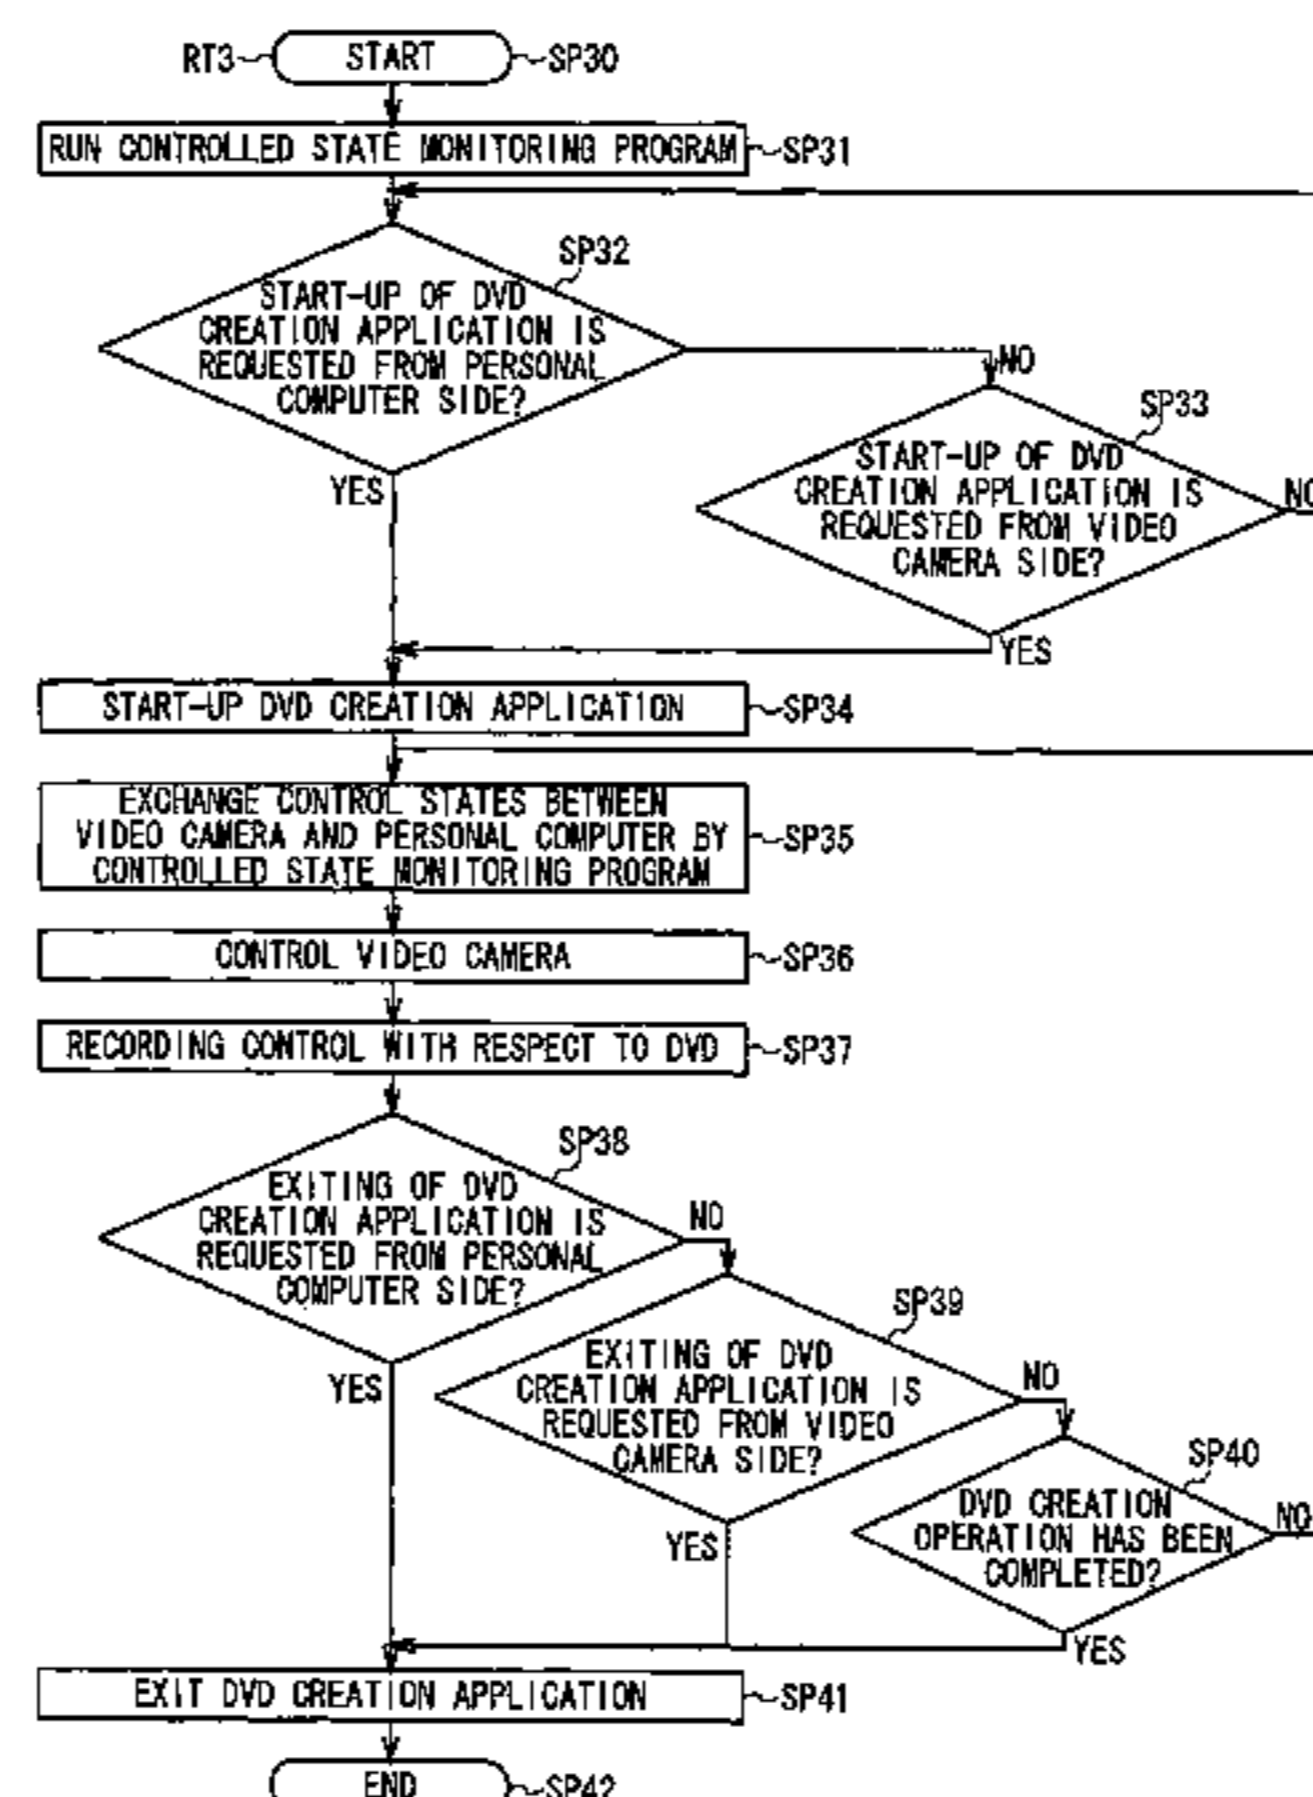 RT3 START SP30
RUN CONTROLLED STATE MONITORING PROGRAM SP31
SP32
START-UP OF DVD
CREATION APPLICATION IS
REQUESTED FROM PERSONAL
COMPUTER SIDE?
NO
YES
SP33
START-UP OF DVD
CREATION APPLICATION IS
REQUESTED FROM VIDEO
CAMERA SIDE?
NO
YES
START-UP DVD CREATION APPLICATION SP34
EXCHANGE CONTROL STATES BETWEEN
VIDEO CAMERA AND PERSONAL COMPUTER BY
CONTROLLED STATE MONITORING PROGRAM
SP35
CONTROL VIDEO CAMERA SP36
RECORDING CONTROL WITH RESPECT TO DVD SP37
SP38
EXITING OF DVD
CREATION APPLICATION IS
REQUESTED FROM PERSONAL
COMPUTER SIDE?
NO
YES
SP39
EXITING OF DVD
CREATION APPLICATION IS
REQUESTED FROM VIDEO
CAMERA SIDE?
NO
YES
SP40
DVD CREATION
OPERATION HAS BEEN
COMPLETED?
NO
YES
EXIT DVD CREATION APPLICATION SP41
END SP42